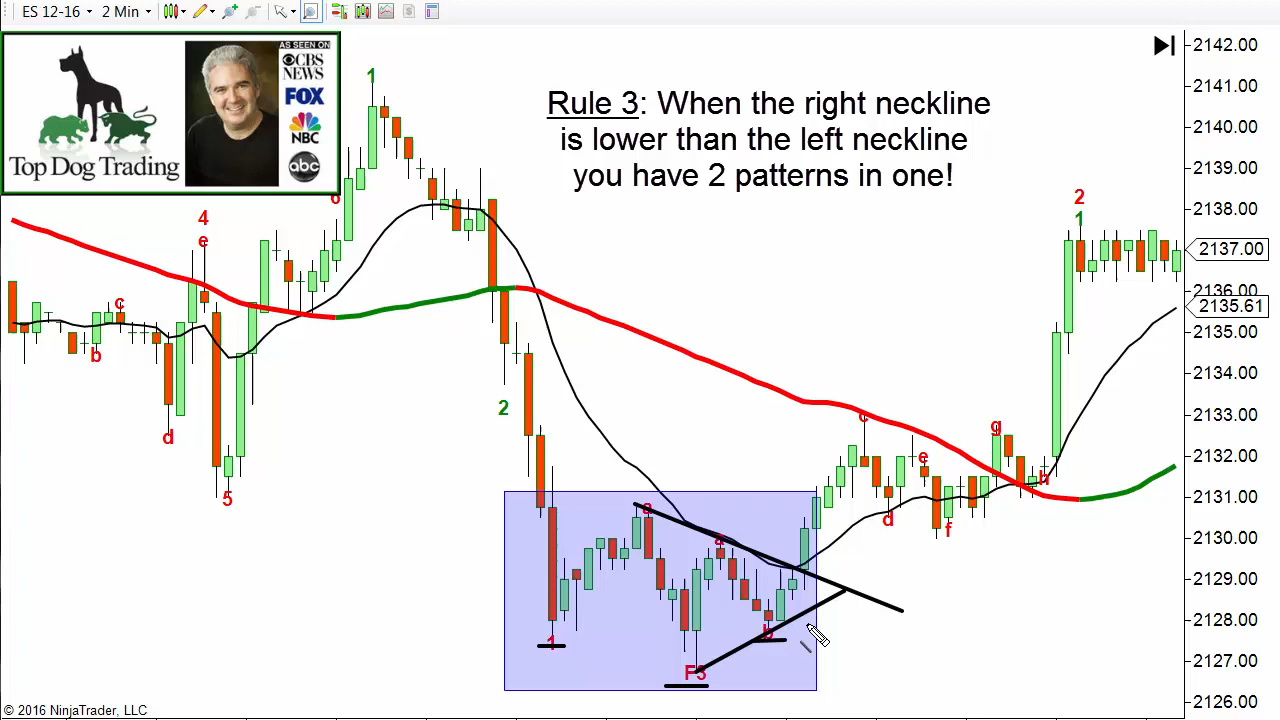 ES 12-16
2 Min
AS SEEN ON
CBS
NEWS
FOX
NBC
abc
Top Dog Trading
Rule 3: When the right neckline
is lower than the left neckline
you have 2 patterns in one!
1
6
4
e
c
b
d
5
2
1
a
a
F3
b
c
e
d
f
g
h
2
1
2142.00
2141.00
2140.00
2139.00
2138.00
2137.00
2136.00
2135.61
2135.00
2134.00
2133.00
2132.00
2131.00
2130.00
2129.00
2128.00
2127.00
2126.00
© 2016 NinjaTrader, LLC